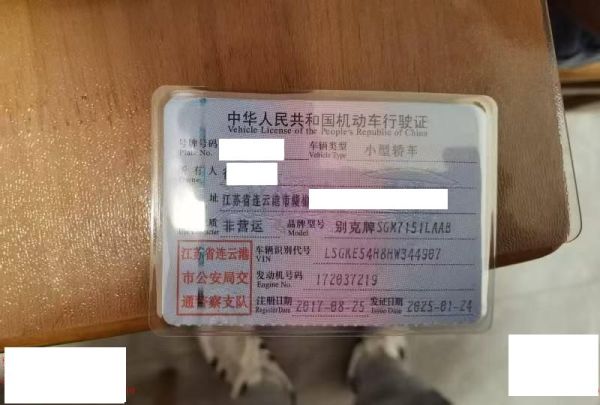 中华人民共和国机动车行驶证
Vehicle License of the People's Republic of China
号牌号码 车辆类型 小型轿车
Plate No. Vehicle Type
有人
Owner
址 江苏省连云港市
质 非营运 品牌型号 别克牌SGM7151LAAB
Model
江苏省连云港 车辆识别代号 LSGKE54H8HW344907
VIN
市公安局交 发动机号码 172037219
Engine No.
通警察支队 注册日期 2017-08-25 发证日期 2025-01-24
Register Date Issue Date